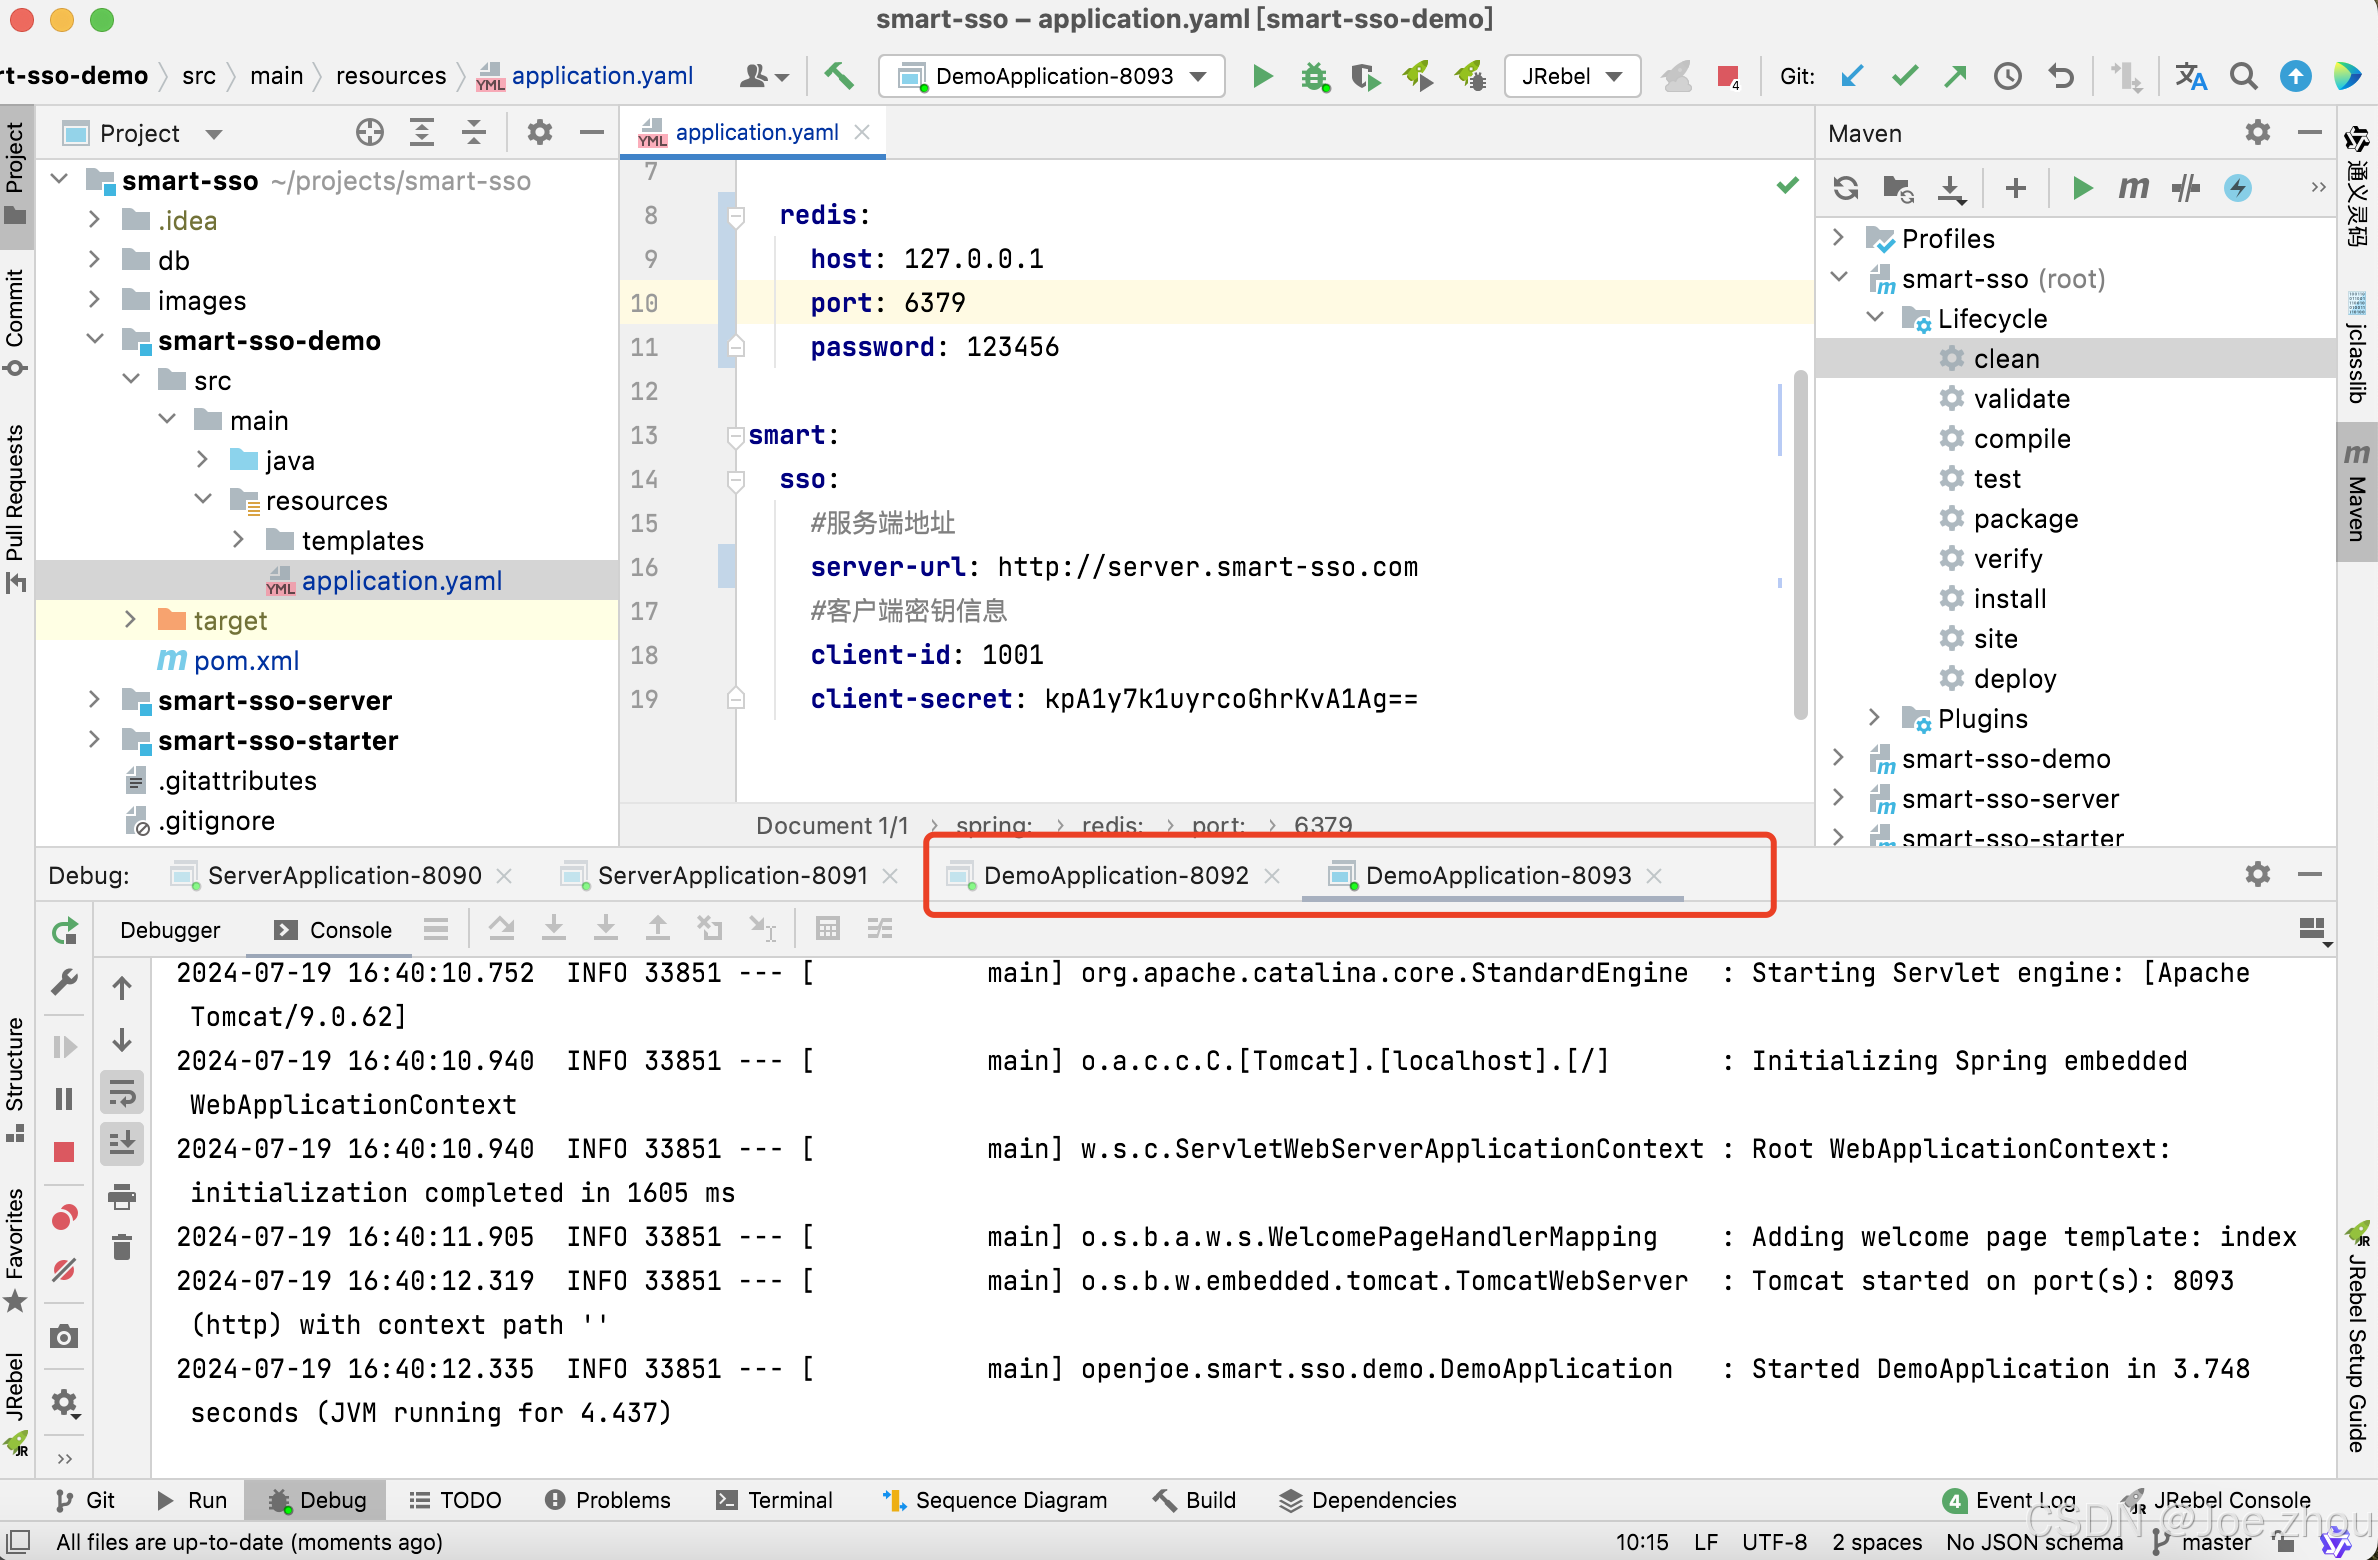 smart-sso – application.yaml [smart-sso-demo]
rt-sso-demo src main resources application.yaml
DemoApplication-8093
JRebel
4
Git:
Project
application.yaml
Maven
smart-sso ~/projects/smart-sso
.idea
db
images
smart-sso-demo
src
main
java
resources
templates
application.yaml
target
pom.xml
smart-sso-server
smart-sso-starter
.gitattributes
.gitignore
7
8 redis:
9 host: 127.0.0.1
10 port: 6379
11 password: 123456
12
13 smart:
14 sso:
15 #服务端地址
16 server-url: http://server.smart-sso.com
17 #客户端密钥信息
18 client-id: 1001
19 client-secret: kpA1y7k1uyrcoGhrKvA1Ag==
Document 1/1 › spring: › redis: › port: › 6379
Profiles
smart-sso (root)
Lifecycle
clean
validate
compile
test
package
verify
install
site
deploy
Plugins
smart-sso-demo
smart-sso-server
smart-sso-starter
Project
Commit
Pull Requests
Structure
Favorites
JRebel
通义灵码
jclasslib
Maven
JRebel Setup Guide
Debug: ServerApplication-8090 ServerApplication-8091 DemoApplication-8092 DemoApplication-8093
Debugger Console
2024-07-19 16:40:10.752 INFO 33851 --- [ main] org.apache.catalina.core.StandardEngine : Starting Servlet engine: [Apache
Tomcat/9.0.62]
2024-07-19 16:40:10.940 INFO 33851 --- [ main] o.a.c.c.C.[Tomcat].[localhost].[/] : Initializing Spring embedded
WebApplicationContext
2024-07-19 16:40:10.940 INFO 33851 --- [ main] w.s.c.ServletWebServerApplicationContext : Root WebApplicationContext:
initialization completed in 1605 ms
2024-07-19 16:40:11.905 INFO 33851 --- [ main] o.s.b.a.w.s.WelcomePageHandlerMapping : Adding welcome page template: index
2024-07-19 16:40:12.319 INFO 33851 --- [ main] o.s.b.w.embedded.tomcat.TomcatWebServer : Tomcat started on port(s): 8093
(http) with context path ''
2024-07-19 16:40:12.335 INFO 33851 --- [ main] openjoe.smart.sso.demo.DemoApplication : Started DemoApplication in 3.748
seconds (JVM running for 4.437)
Git Run Debug TODO Problems Terminal Sequence Diagram Build Dependencies 4 Event Log JRebel Console
All files are up-to-date (moments ago) 10:15 LF UTF-8 2 spaces No JSON schema master
CSDN @Joe zhou